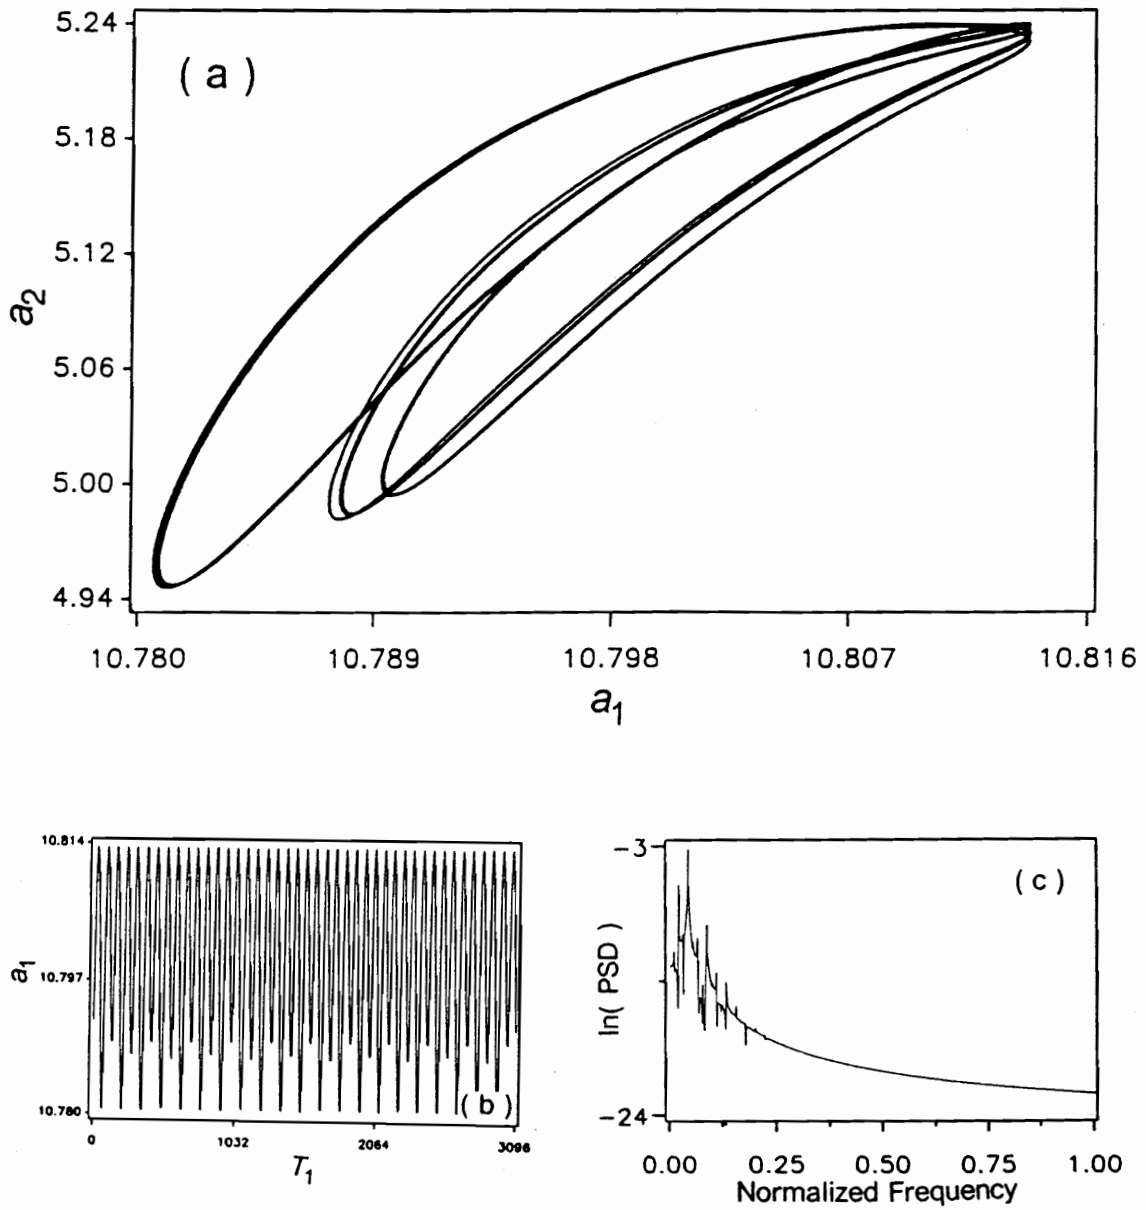 ( a )
5.24
5.18
5.12
5.06
5.00
4.94
a2
10.780
10.789
10.798
10.807
10.816
a1
10.814
10.797
10.780
a1
( b )
0
1032
2064
3096
T1
-3
-24
ln( PSD )
( c )
0.00
0.25
0.50
0.75
1.00
Normalized Frequency